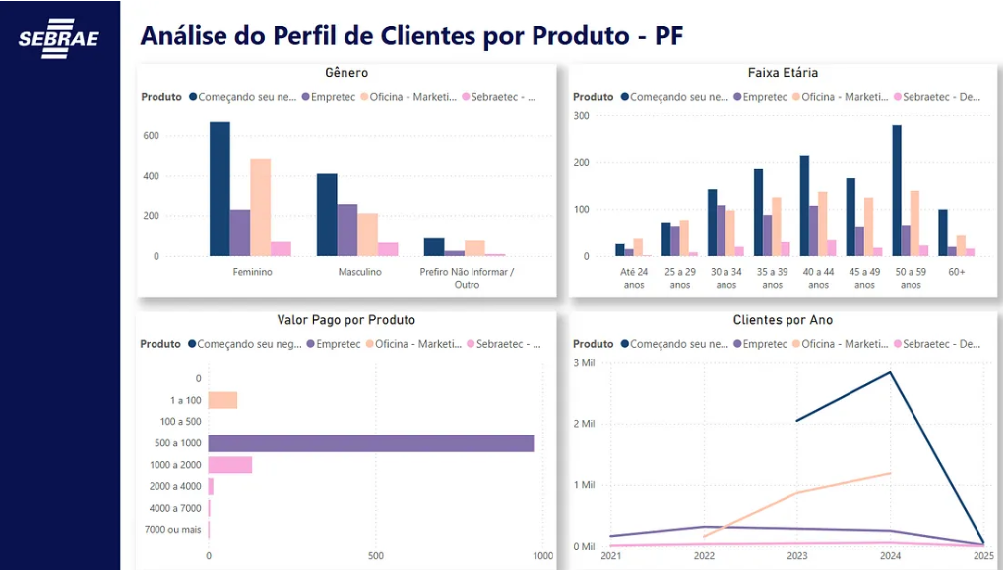 SEBRAE
Análise do Perfil de Clientes por Produto - PF
Gênero
Produto Começando seu ne... Empretec Oficina - Marketi... Sebraetec - ...
600
400
200
0
Feminino Masculino Prefiro Não Informar /
Outro
Faixa Etária
Produto Começando seu ne... Empretec Oficina - Marketi... Sebraetec - De...
300
200
100
0
Até 24 25 a 29 30 a 34 35 a 39 40 a 44 45 a 49 50 a 59 60+
anos anos anos anos anos anos anos
Valor Pago por Produto
Produto Começando seu neg... Empretec Oficina - Marketi... Sebraetec - ...
0
1 a 100
100 a 500
500 a 1000
1000 a 2000
2000 a 4000
4000 a 7000
7000 ou mais
0 500 1000
Clientes por Ano
Produto Começando seu ne... Empretec Oficina - Marketi... Sebraetec - De...
3 Mil
2 Mil
1 Mil
0 Mil
2021 2022 2023 2024 2025